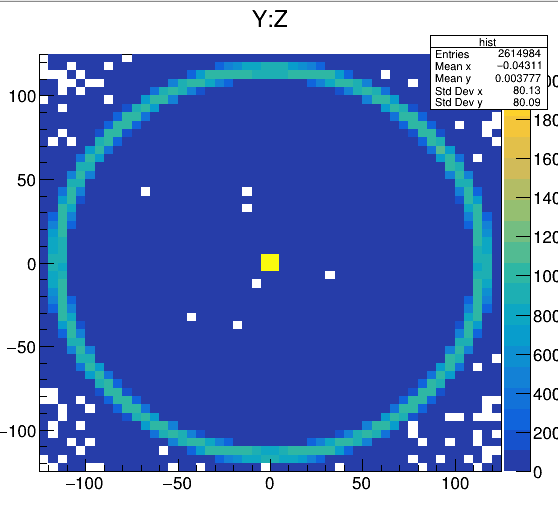 Y:Z
hist
Entries 2614984
Mean x −0.04311
Mean y 0.003777
Std Dev x 80.13
Std Dev y 80.09
100
50
0
−50
−100
−100 −50 0 50 100
180
160
140
120
100
800
600
400
200
0